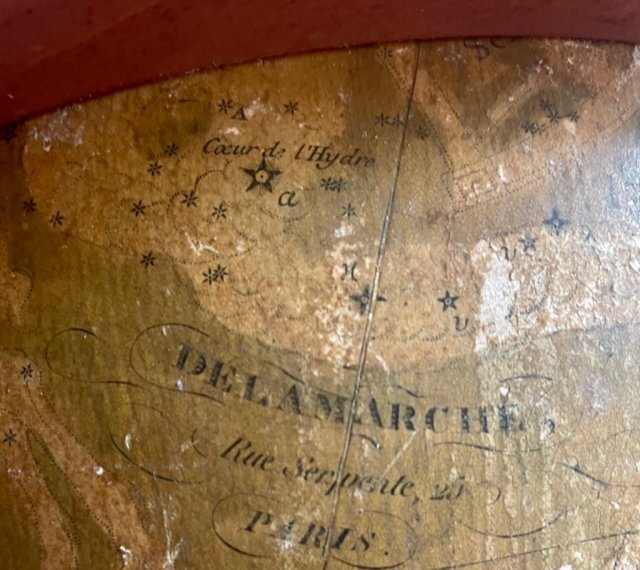 A
Cœur de l'Hydre
a
H
υ
υ
DELAMARCHE,
Rue Serpente, 25
PARIS.